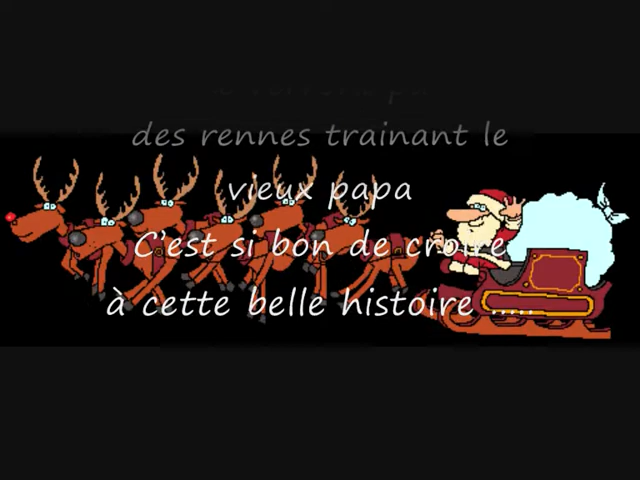 des rennes trainant le
vieux papa
C'est si bon de croire
à cette belle histoire .....